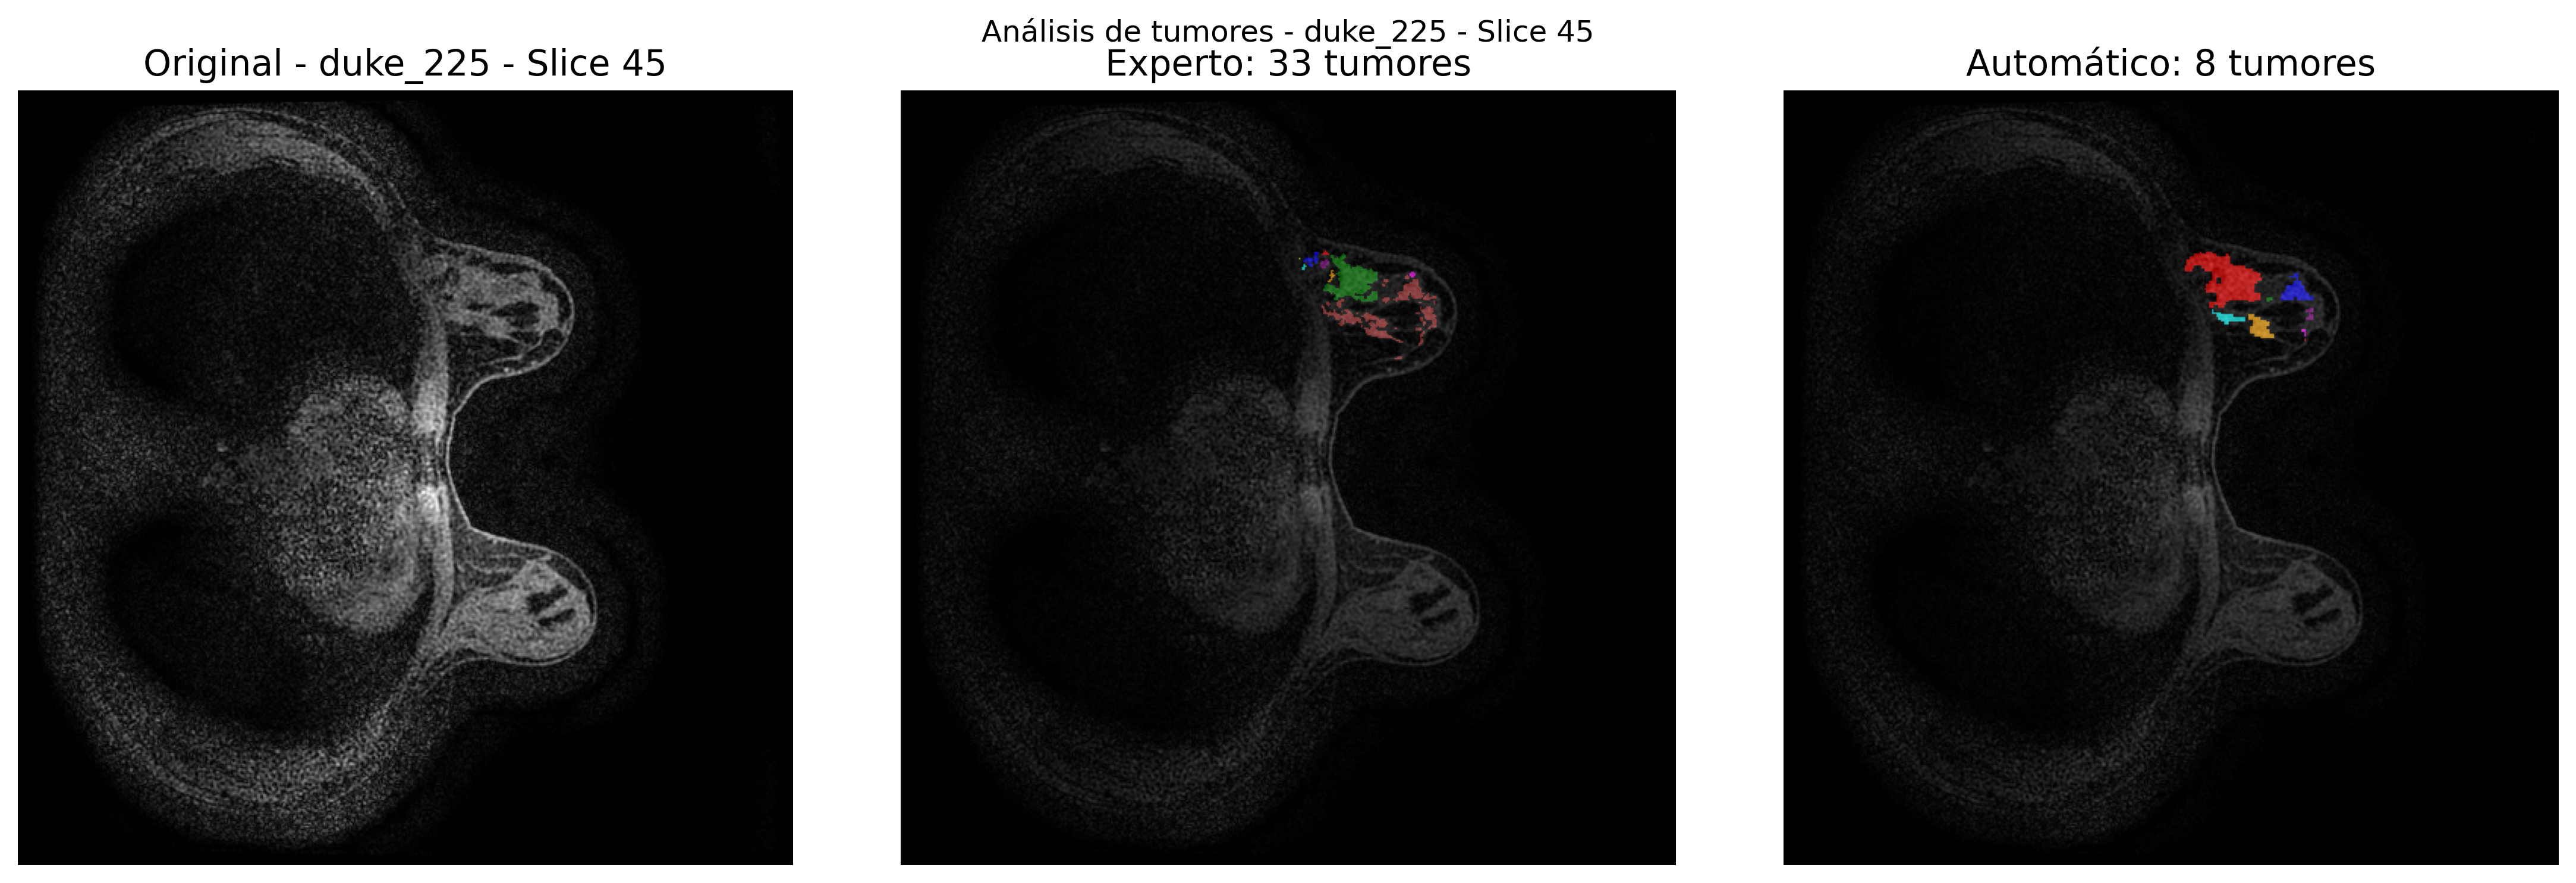 Análisis de tumores - duke_225 - Slice 45
Original - duke_225 - Slice 45
Experto: 33 tumores
Automático: 8 tumores